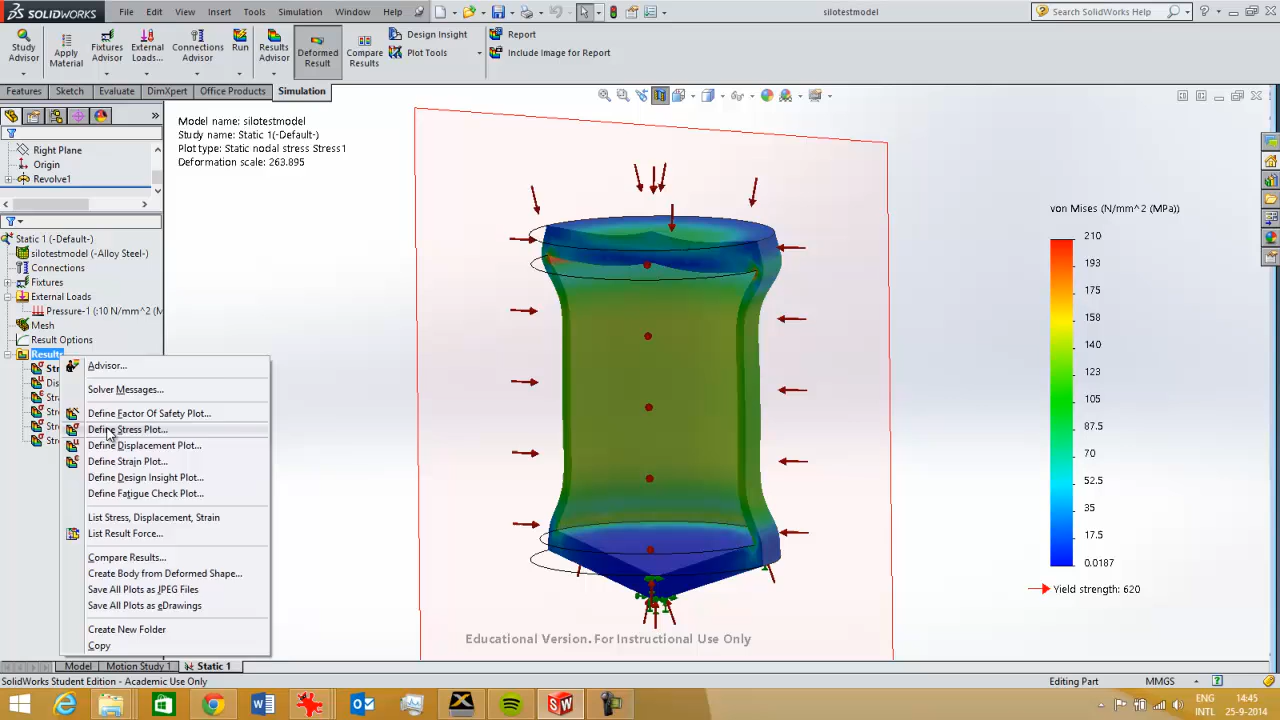 SOLIDWORKS File Edit View Insert Tools Simulation Window Help silotestmodel Search SolidWorks Help
Study Advisor
Apply Material
Fixtures Advisor
External Loads...
Connections Advisor
Run
Results Advisor
Deformed Result
Compare Results
Design Insight
Plot Tools
Report
Include Image for Report
Features Sketch Evaluate DimXpert Office Products Simulation
Right Plane
Origin
Revolve1
Static 1 (-Default-)
silotestmodel (-Alloy Steel-)
Connections
Fixtures
External Loads
Pressure-1 (:10 N/mm^2 (M
Mesh
Result Options
Results
Str
Dis
Stra
Stre
Stre
Stre
Advisor...
Solver Messages...
Define Factor Of Safety Plot...
Define Stress Plot...
Define Displacement Plot...
Define Strain Plot...
Define Design Insight Plot...
Define Fatigue Check Plot...
List Stress, Displacement, Strain
List Result Force...
Compare Results...
Create Body from Deformed Shape...
Save All Plots as JPEG Files
Save All Plots as eDrawings
Create New Folder
Copy
Model name: silotestmodel
Study name: Static 1(-Default-)
Plot type: Static nodal stress Stress1
Deformation scale: 263.895
von Mises (N/mm^2 (MPa))
210
193
175
158
140
123
105
87.5
70
52.5
35
17.5
0.0187
Yield strength: 620
Educational Version. For Instructional Use Only
Model Motion Study 1 Static 1
SolidWorks Student Edition - Academic Use Only Editing Part MMGS
ENG 14:45
INTL 25-9-2014